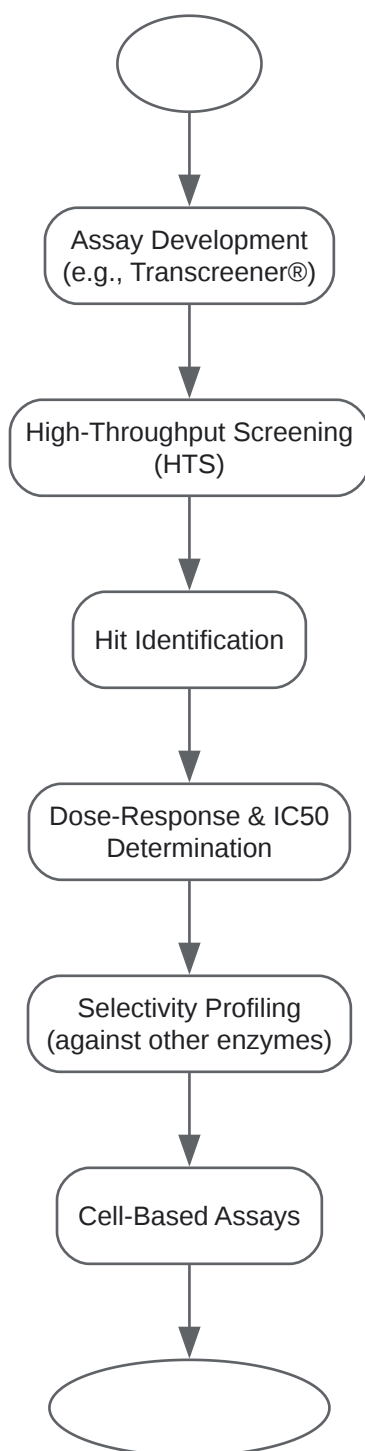 Assay Development
(e.g., Transcreener®)
High-Throughput Screening
(HTS)
Hit Identification
Dose-Response & IC50
Determination
Selectivity Profiling
(against other enzymes)
Cell-Based Assays